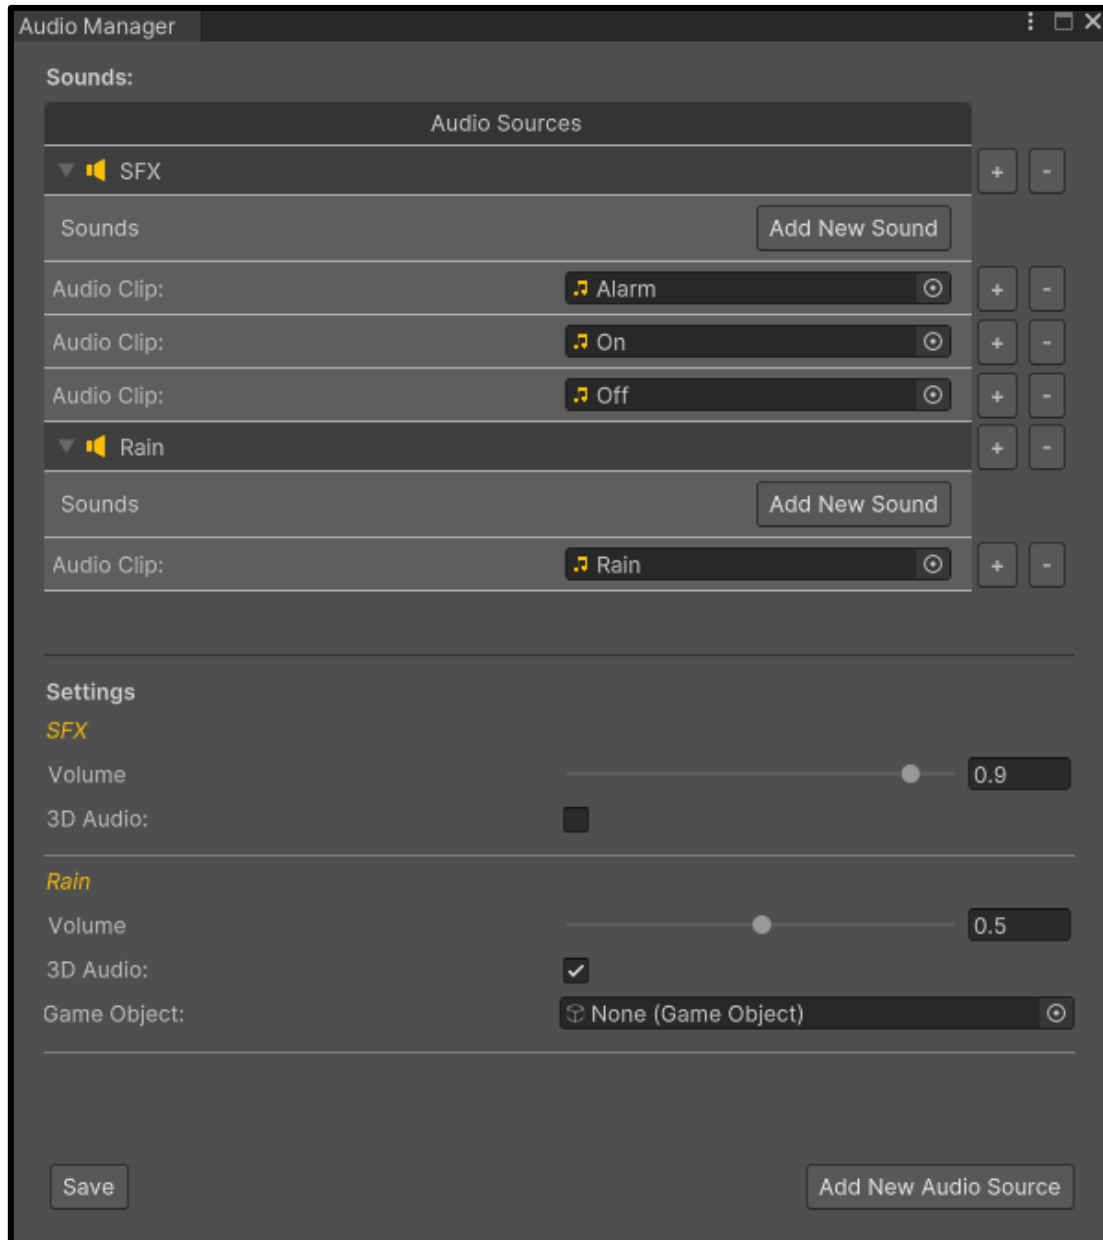 Audio Manager
Sounds:
Audio Sources
SFX + -
Sounds Add New Sound
Audio Clip: Alarm + -
Audio Clip: On + -
Audio Clip: Off + -
Rain + -
Sounds Add New Sound
Audio Clip: Rain + -
Settings
SFX
Volume 0.9
3D Audio:
Rain
Volume 0.5
3D Audio:
Game Object: None (Game Object)
Save Add New Audio Source